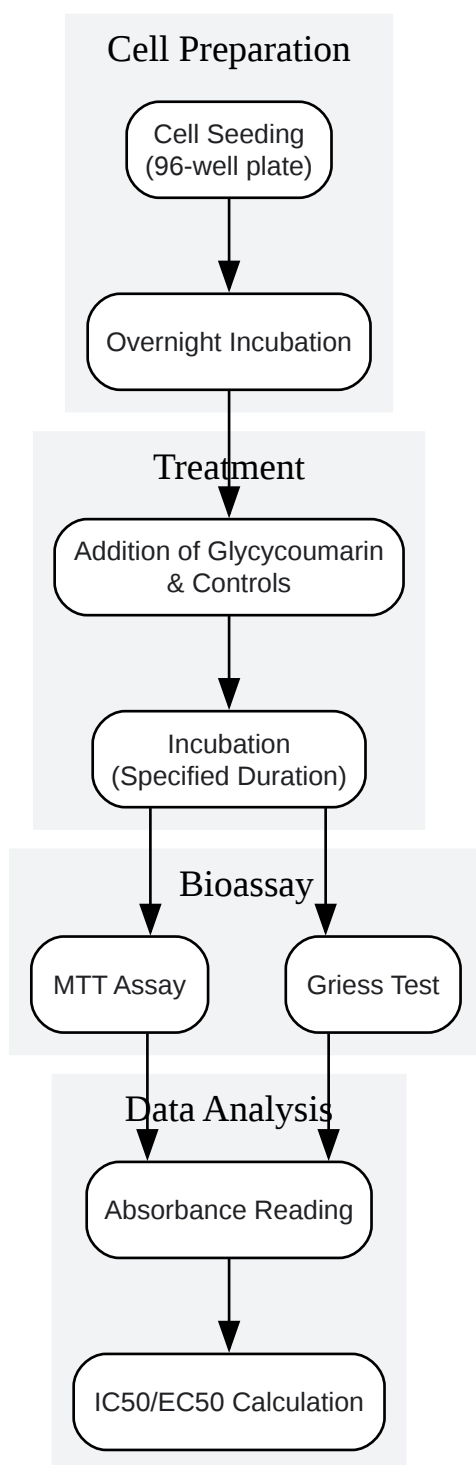 Cell Preparation
Cell Seeding
(96-well plate)
Overnight Incubation
Treatment
Addition of Glycycoumarin
& Controls
Incubation
(Specified Duration)
Bioassay
MTT Assay
Griess Test
Data Analysis
Absorbance Reading
IC50/EC50 Calculation